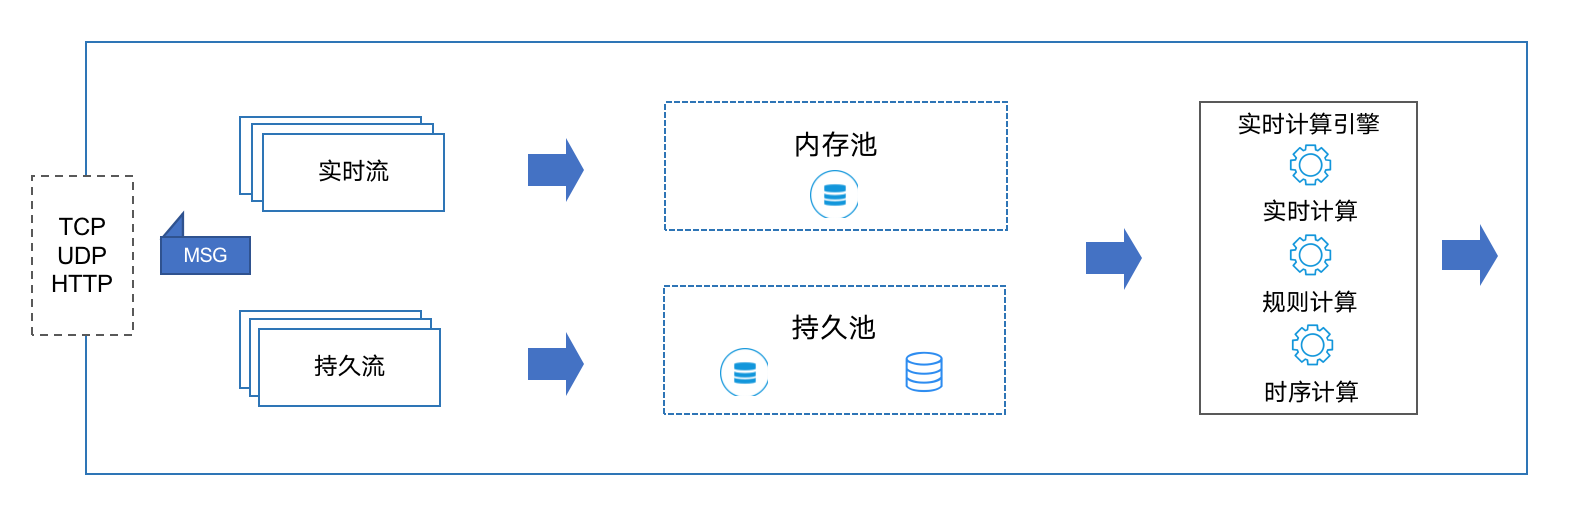 TCP
UDP
HTTP
MSG
实时流
持久流
内存池
持久池
实时计算引擎
实时计算
规则计算
时序计算